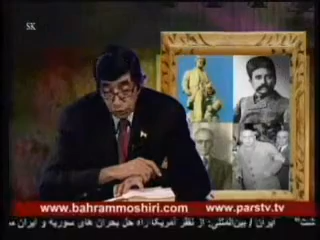 SK
www.bahrammoshiri.com www.parstv.tv
ایران / بین‌المللی: از نظر آمریکا راه حل بحران های سوریه و ایران